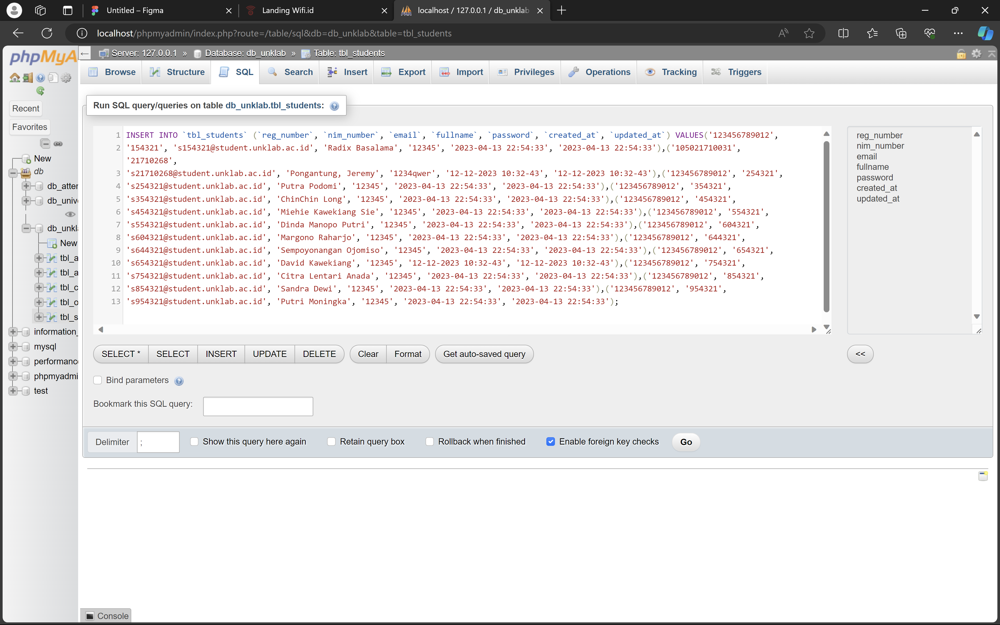 Untitled – Figma
Landing Wifi.id
localhost / 127.0.0.1 / db_unklab
localhost/phpmyadmin/index.php?route=/table/sql&db=db_unklab&table=tbl_students
phpMyA
Server: 127.0.0.1 » Database: db_unklab » Table: tbl_students
Browse Structure SQL Search Insert Export Import Privileges Operations Tracking Triggers
Recent
Favorites
New
db
db_atter
db_unive
db_unkla
New
tbl_a
tbl_a
tbl_c
tbl_o
tbl_s
information_
mysql
performance
phpmyadmi
test
Run SQL query/queries on table db_unklab.tbl_students:
1 INSERT INTO `tbl_students` (`reg_number`, `nim_number`, `email`, `fullname`, `password`, `created_at`, `updated_at`) VALUES('123456789012',
2 '154321', 's154321@student.unklab.ac.id', 'Radix Basalama', '12345', '2023-04-13 22:54:33', '2023-04-13 22:54:33'),('105021710031',
'21710268',
3 's21710268@student.unklab.ac.id', 'Pongantung, Jeremy', '1234qwer', '12-12-2023 10:32-43', '12-12-2023 10:32-43'),('123456789012', '254321',
4 's254321@student.unklab.ac.id', 'Putra Podomi', '12345', '2023-04-13 22:54:33', '2023-04-13 22:54:33'),('123456789012', '354321',
5 's354321@student.unklab.ac.id', 'ChinChin Long', '12345', '2023-04-13 22:54:33', '2023-04-13 22:54:33'),('123456789012', '454321',
6 's454321@student.unklab.ac.id', 'Miehie Kawekiang Sie', '12345', '2023-04-13 22:54:33', '2023-04-13 22:54:33'),('123456789012', '554321',
7 's554321@student.unklab.ac.id', 'Dinda Manopo Putri', '12345', '2023-04-13 22:54:33', '2023-04-13 22:54:33'),('123456789012', '604321',
8 's604321@student.unklab.ac.id', 'Margono Raharjo', '12345', '2023-04-13 22:54:33', '2023-04-13 22:54:33'),('123456789012', '644321',
9 's644321@student.unklab.ac.id', 'Sempoyonangan Ojomiso', '12345', '2023-04-13 22:54:33', '2023-04-13 22:54:33'),('123456789012', '654321',
10 's654321@student.unklab.ac.id', 'David Kawekiang', '12345', '12-12-2023 10:32-43', '12-12-2023 10:32-43'),('123456789012', '754321',
11 's754321@student.unklab.ac.id', 'Citra Lentari Anada', '12345', '2023-04-13 22:54:33', '2023-04-13 22:54:33'),('123456789012', '854321',
12 's854321@student.unklab.ac.id', 'Sandra Dewi', '12345', '2023-04-13 22:54:33', '2023-04-13 22:54:33'),('123456789012', '954321',
13 's954321@student.unklab.ac.id', 'Putri Moningka', '12345', '2023-04-13 22:54:33', '2023-04-13 22:54:33');
reg_number
nim_number
email
fullname
password
created_at
updated_at
SELECT * SELECT INSERT UPDATE DELETE Clear Format Get auto-saved query <<
Bind parameters
Bookmark this SQL query:
Delimiter ; Show this query here again Retain query box Rollback when finished Enable foreign key checks Go
Console